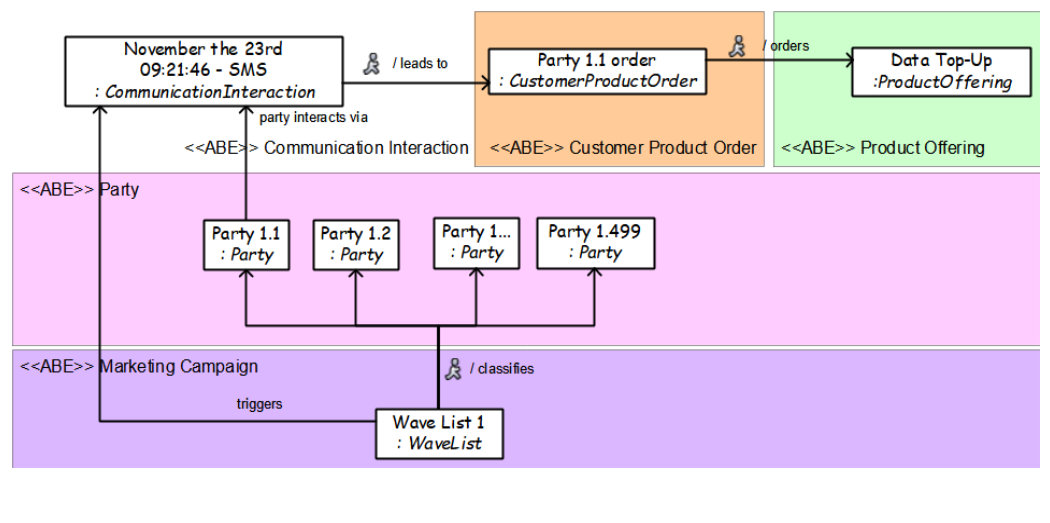 November the 23rd
09:21:46 - SMS
: CommunicationInteraction
/ leads to
Party 1.1 order
: CustomerProductOrder
/ orders
Data Top-Up
:ProductOffering
party interacts via
<<ABE>> Communication Interaction
<<ABE>> Customer Product Order
<<ABE>> Product Offering
<<ABE>> Party
Party 1.1
: Party
Party 1.2
: Party
Party 1...
: Party
Party 1.499
: Party
<<ABE>> Marketing Campaign
/ classifies
triggers
Wave List 1
: WaveList